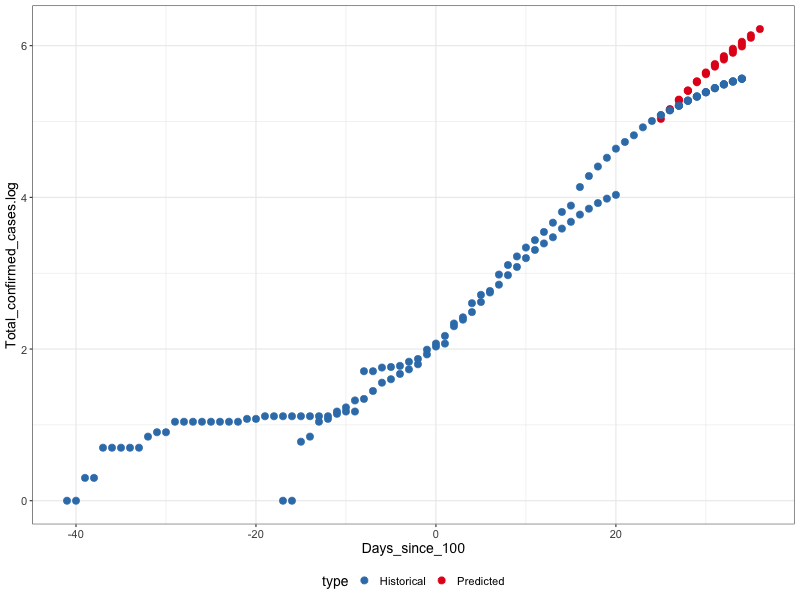 Total_confirmed_cases.log
6
4
2
0
-40 -20 0 20
Days_since_100
type Historical Predicted